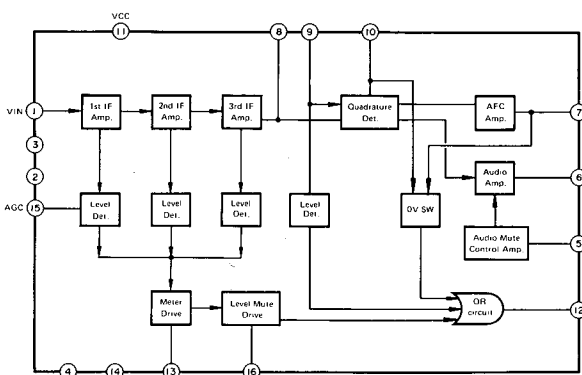 VCC
11
8
9
10
VIN
1
1st IF
Amp.
2nd IF
Amp.
3rd IF
Amp.
Quadrature
Det.
AFC
Amp.
7
3
2
AGC
15
Level
Det.
Level
Det.
Level
Det.
Level
Det.
DV SW
Audio
Amp.
6
Audio Mute
Control Amp.
5
Meter
Drive
Level Mute
Drive
OR
circuit
12
4
14
13
16